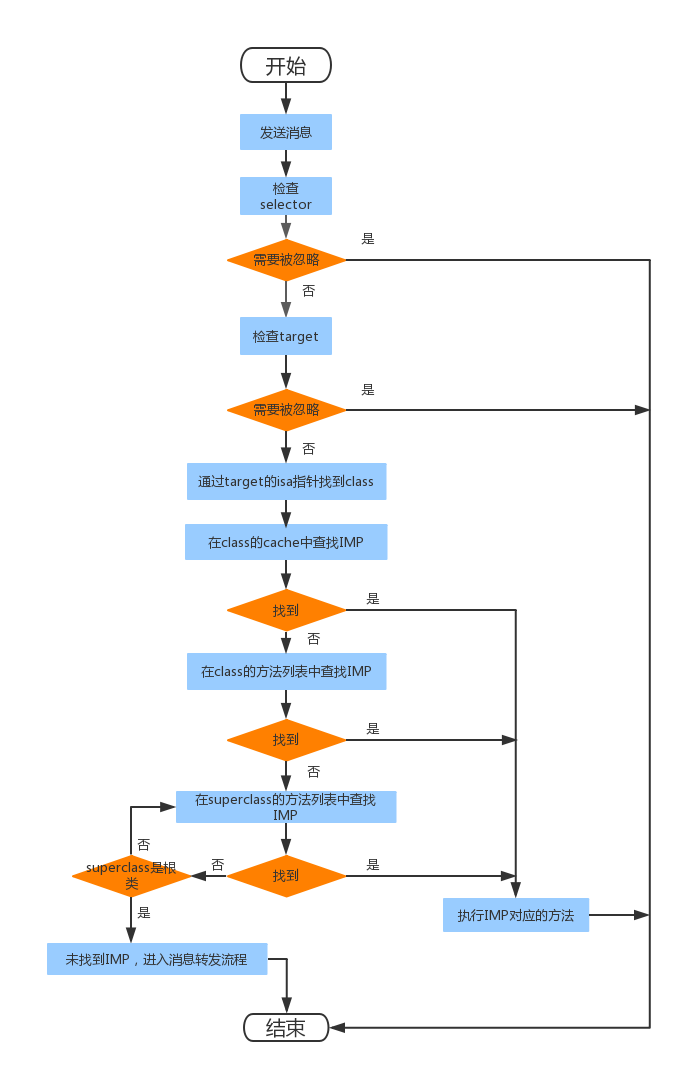 开始
发送消息
检查
selector
是
需要被忽略
否
检查target
是
需要被忽略
否
通过target的isa指针找到class
在class的cache中查找IMP
是
找到
否
在class的方法列表中查找IMP
是
找到
否
在superclass的方法列表中查找
IMP
否
superclass是根
类
否
找到
是
是
执行IMP对应的方法
未找到IMP，进入消息转发流程
结束